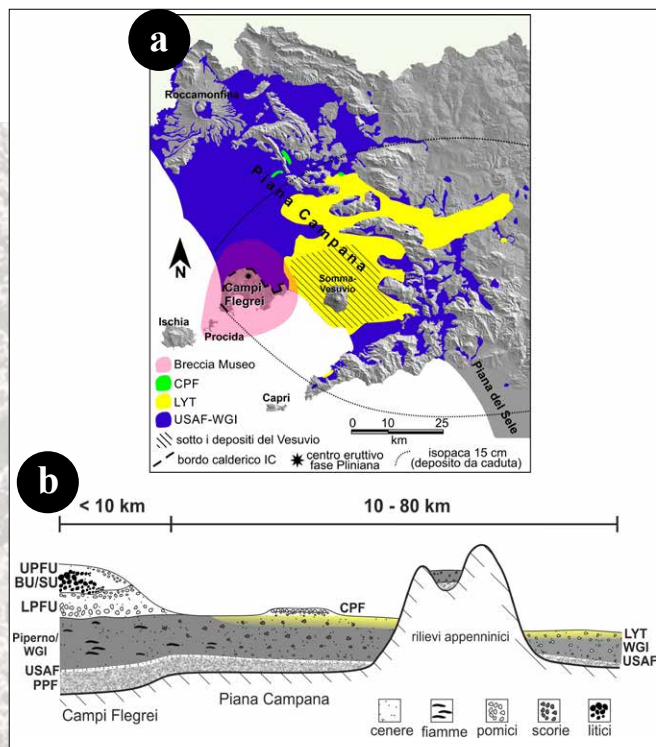 a
Roccamonfina
Piana Campana
N
Campi
Flegrei
Somma-
Vesuvio
Ischia
Procida
Capri
Piana del Sele
Breccia Museo
CPF
LYT
USAF-WGI
0 12.5 25
km
sotto i depositi del Vesuvio
bordo calderico IC
centro eruttivo
fase Pliniana
isopaca 15 cm
(deposito da caduta)
b
< 10 km
10 - 80 km
UPFU
BU/SU
LPFU
Piperno/
WGI
USAF
PPF
CPF
rilievi appenninici
LYT
WGI
USAF
Campi Flegrei
Piana Campana
cenere
fiamme
pomici
scorie
litici